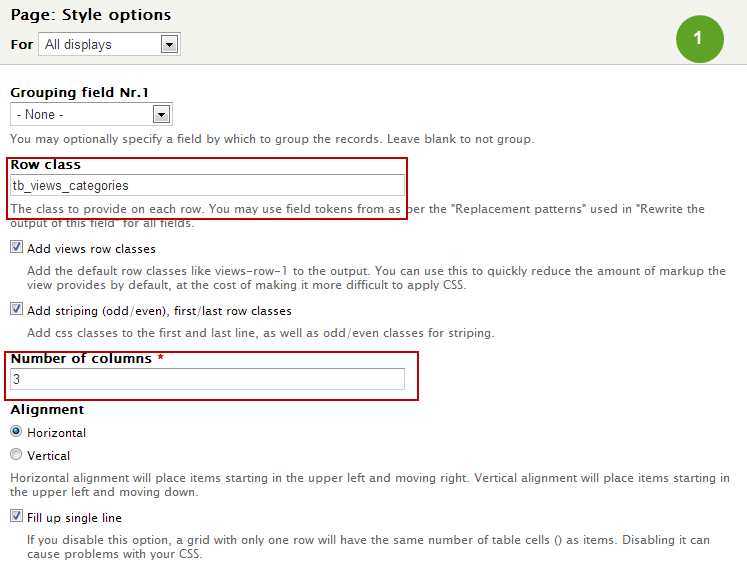 Page: Style options
For All displays
1
Grouping field Nr.1
- None -
You may optionally specify a field by which to group the records. Leave blank to not group.
Row class
tb_views_categories
The class to provide on each row. You may use field tokens from as per the "Replacement patterns" used in "Rewrite the
output of this field" for all fields.
Add views row classes
Add the default row classes like views-row-1 to the output. You can use this to quickly reduce the amount of markup the
view provides by default, at the cost of making it more difficult to apply CSS.
Add striping (odd/even), first/last row classes
Add css classes to the first and last line, as well as odd/even classes for striping.
Number of columns *
3
Alignment
Horizontal
Vertical
Horizontal alignment will place items starting in the upper left and moving right. Vertical alignment will place items starting in
the upper left and moving down.
Fill up single line
If you disable this option, a grid with only one row will have the same number of table cells () as items. Disabling it can
cause problems with your CSS.